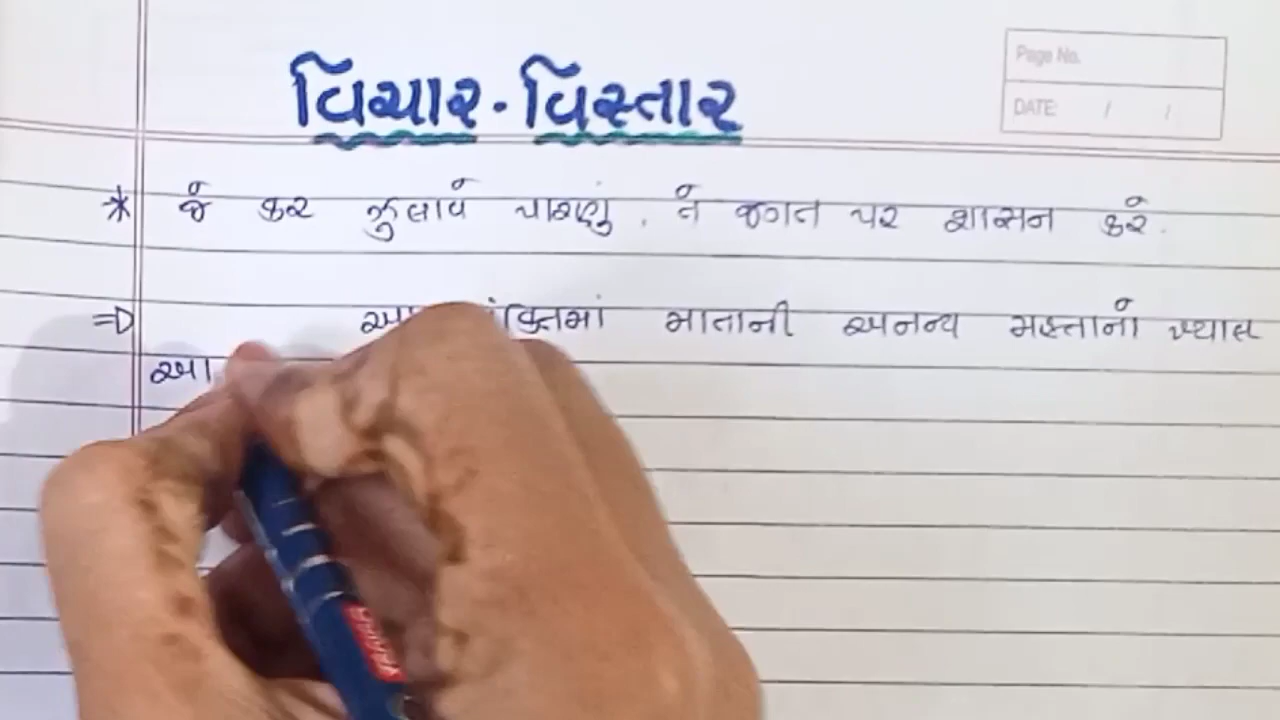 વિચાર-વિસ્તાર
Page No.
DATE: / /
* જે કર ઝુલાવે પારણું, તે જગત પર શાસન કરે.
⇒ માતાની અનન્ય મહત્તાનો ખ્યાલ